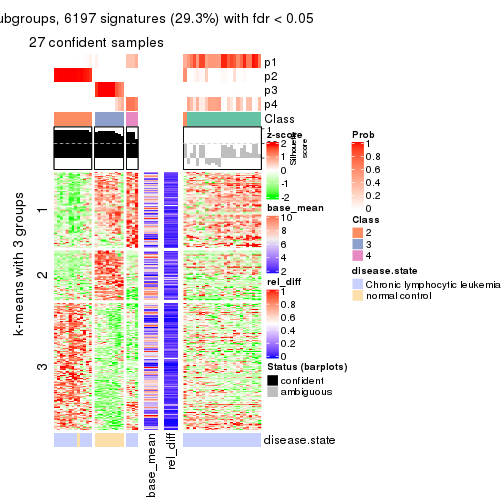 ubgroups, 6197 signatures (29.3%) with fdr < 0.05
27 confident samples
p1
p2
p3
p4
Class
1
Silhouette
score
k-means with 3 groups
1
2
3
base_mean
rel_diff
disease.state
z-score
2
1
0
-1
-2
base_mean
10
8
6
4
2
rel_diff
1
0.8
0.6
0.4
0.2
0
Status (barplots)
confident
ambiguous
Prob
1
0.8
0.6
0.4
0.2
0
Class
2
3
4
disease.state
Chronic lymphocytic leukemia
normal control